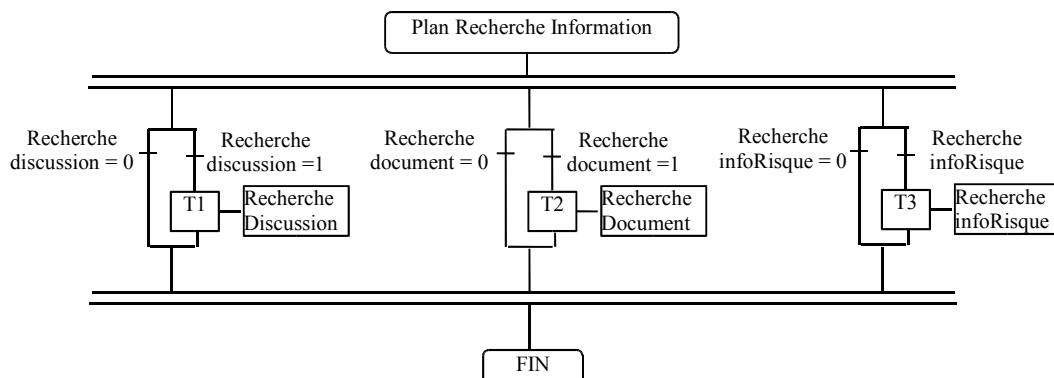 Plan Recherche Information
Recherche
discussion = 0
Recherche
discussion =1
T1
Recherche
Discussion
Recherche
document = 0
Recherche
document =1
T2
Recherche
Document
Recherche
infoRisque = 0
Recherche
infoRisque
T3
Recherche
infoRisque
FIN